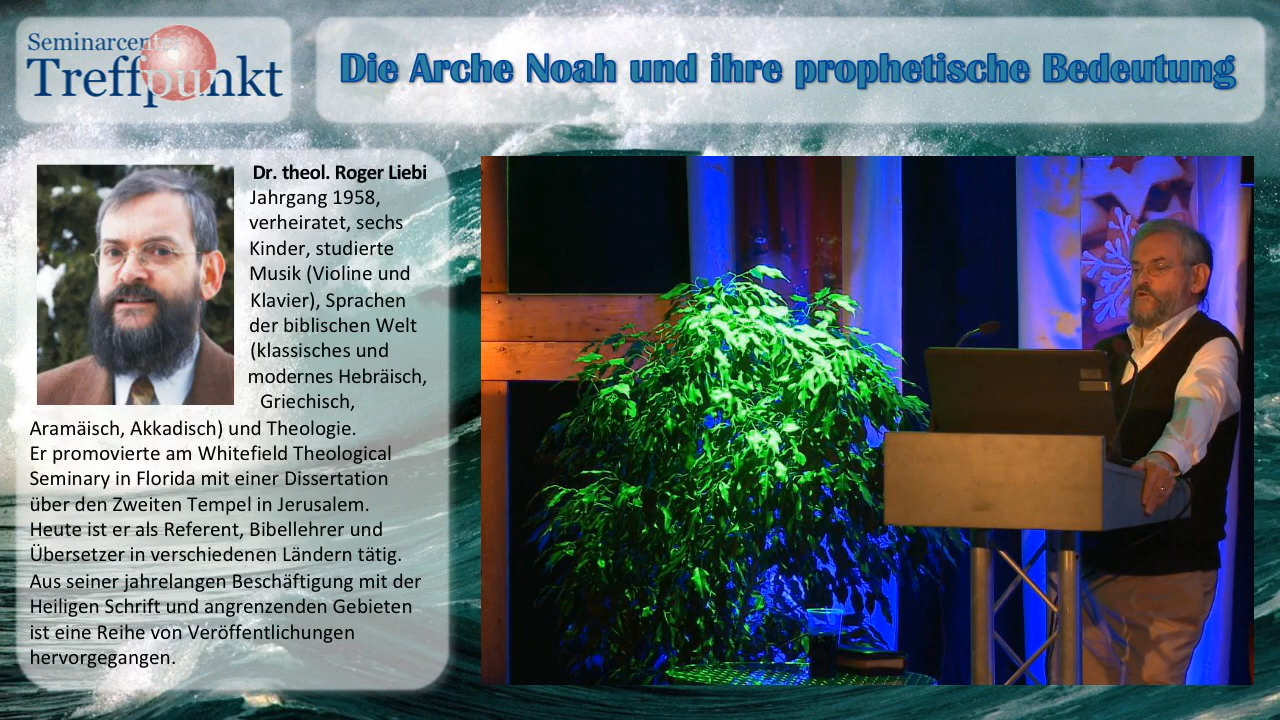 Seminarcenter
Treffpunkt
Die Arche Noah und ihre prophetische Bedeutung
Dr. theol. Roger Liebi
Jahrgang 1958,
verheiratet, sechs
Kinder, studierte
Musik (Violine und
Klavier), Sprachen
der biblischen Welt
(klassisches und
modernes Hebräisch,
Griechisch,
Aramäisch, Akkadisch) und Theologie.
Er promovierte am Whitefield Theological
Seminary in Florida mit einer Dissertation
über den Zweiten Tempel in Jerusalem.
Heute ist er als Referent, Bibellehrer und
Übersetzer in verschiedenen Ländern tätig.
Aus seiner jahrelangen Beschäftigung mit der
Heiligen Schrift und angrenzenden Gebieten
ist eine Reihe von Veröffentlichungen
hervorgegangen.